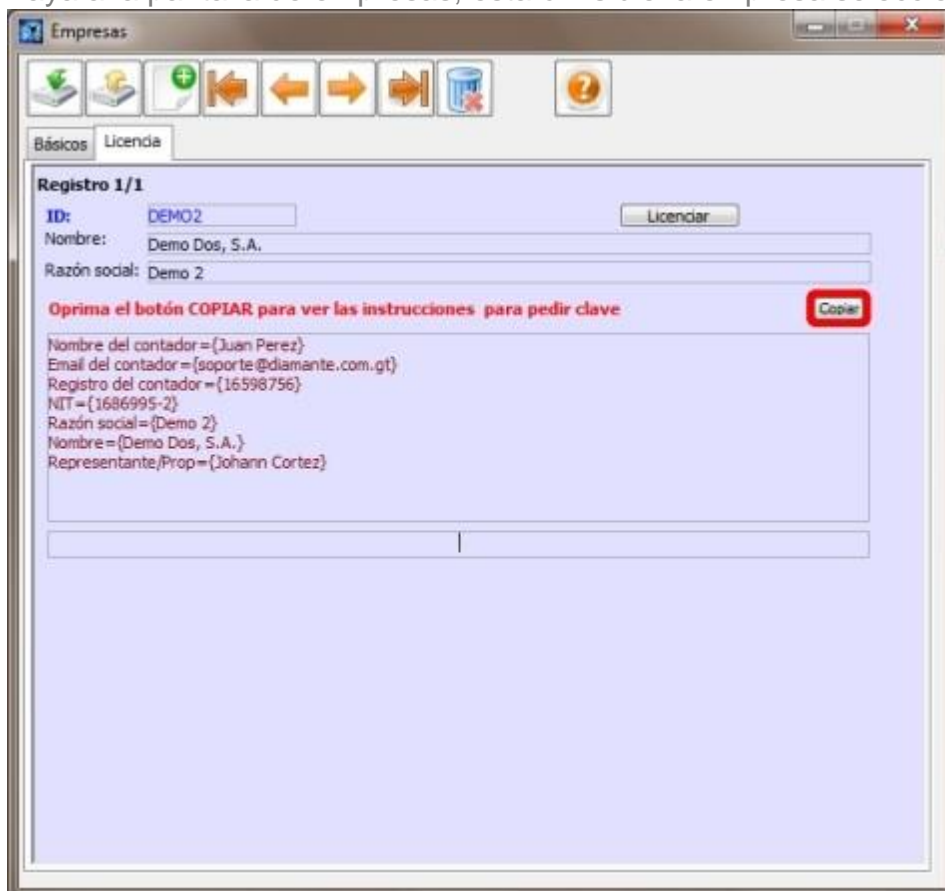 Empresas
Básicos Licencia
Registro 1/1
ID: DEMO2 Licenciar
Nombre: Demo Dos, S.A.
Razón social: Demo 2
Oprima el botón COPIAR para ver las instrucciones para pedir clave Copiar
Nombre del contador={Juan Perez}
Email del contador={soporte@diamante.com.gt}
Registro del contador={16598756}
NIT={1686995-2}
Razón social={Demo 2}
Nombre={Demo Dos, S.A.}
Representante/Prop={Johann Cortez}